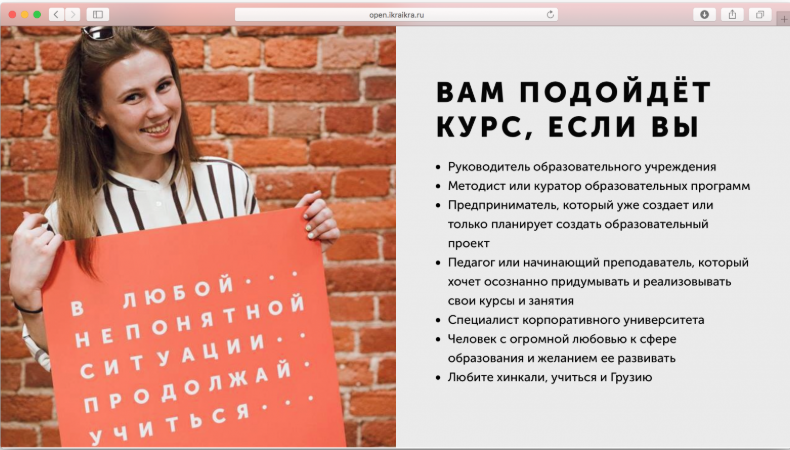 open.ikraikra.ru
В ЛЮБОЙ...
НЕПОНЯТНОЙ
СИТУАЦИИ..
ПРОДОЛЖАЙ.
УЧИТЬСЯ...
ВАМ ПОДОЙДЁТ
КУРС, ЕСЛИ ВЫ
• Руководитель образовательного учреждения
• Методист или куратор образовательных программ
• Предприниматель, который уже создает или
только планирует создать образовательный
проект
• Педагог или начинающий преподаватель, который
хочет осознанно придумывать и реализовывать
свои курсы и занятия
• Специалист корпоративного университета
• Человек с огромной любовью к сфере
образования и желанием ее развивать
• Любите хинкали, учиться и Грузию